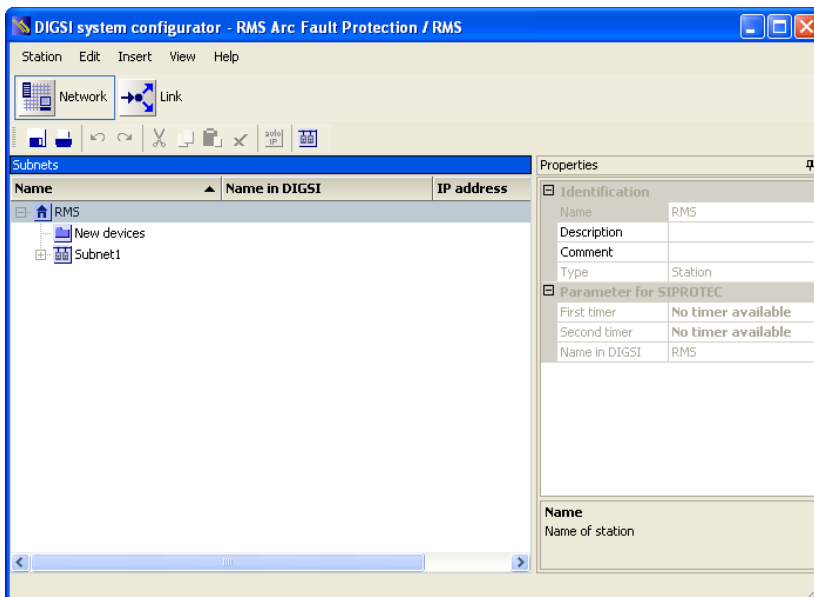 DIGSI system configurator - RMS Arc Fault Protection / RMS
Station Edit Insert View Help
Network Link
auto IP
Subnets
Name Name in DIGSI IP address
RMS
New devices
Subnet1
Properties
Identification
Name RMS
Description
Comment
Type Station
Parameter for SIPROTEC
First timer No timer available
Second timer No timer available
Name in DIGSI RMS
Name
Name of station